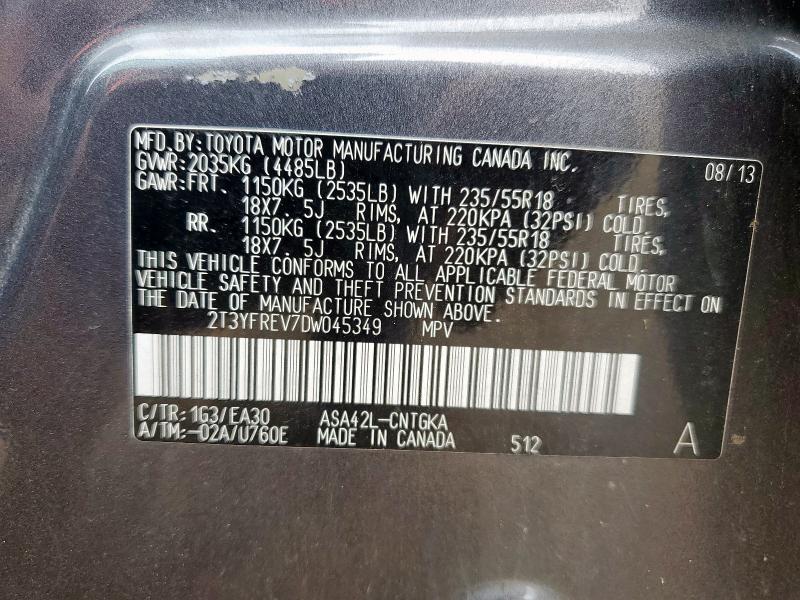 MFD.BY:TOYOTA MOTOR MANUFACTURING CANADA INC.
GVWR:2035KG (4485LB) 08/13
GAWR:FRT. 1150KG (2535LB) WITH 235/55R18 TIRES,
18X7.5J RIMS, AT 220KPA (32PSI) COLD.
RR. 1150KG (2535LB) WITH 235/55R18 TIRES,
18X7.5J RIMS, AT 220KPA (32PSI) COLD.
THIS VEHICLE CONFORMS TO ALL APPLICABLE FEDERAL MOTOR
VEHICLE SAFETY AND THEFT PREVENTION STANDARDS IN EFFECT ON
THE DATE OF MANUFACTURE SHOWN ABOVE.
2T3YFREV7DW045349 MPV
C/TR:1G3/EA30 ASA42L-CNTGKA
A/TM:-02A/U760E MADE IN CANADA 512 A